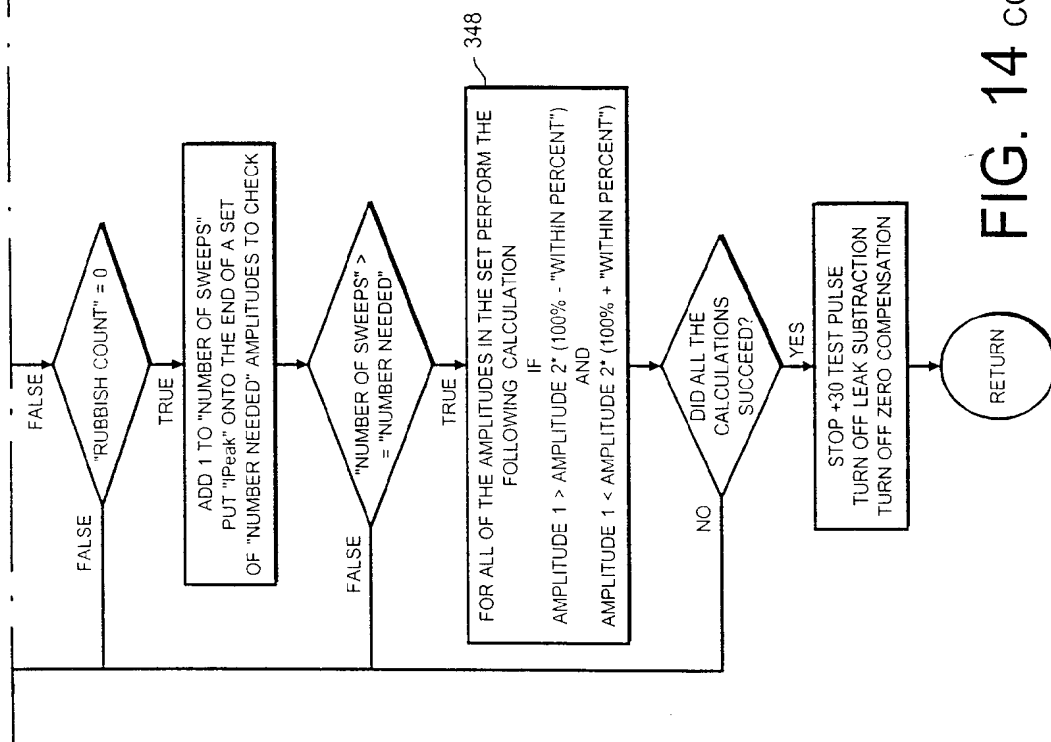 FALSE
"RUBBISH COUNT" = 0
FALSE
TRUE
ADD 1 TO "NUMBER OF SWEEPS"
PUT "IPeak" ONTO THE END OF A SET
OF "NUMBER NEEDED" AMPLITUDES TO CHECK
"NUMBER OF SWEEPS" >
= "NUMBER NEEDED"
FALSE
TRUE
348
FOR ALL OF THE AMPLITUDES IN THE SET PERFORM THE
FOLLOWING CALCULATION
IF
AMPLITUDE 1 > AMPLITUDE 2* (100% - "WITHIN PERCENT")
AND
AMPLITUDE 1 < AMPLITUDE 2* (100% + "WITHIN PERCENT")
DID ALL THE
CALCULATIONS
SUCCEED?
NO
YES
STOP +30 TEST PULSE
TURN OFF LEAK SUBTRACTION
TURN OFF ZERO COMPENSATION
RETURN
FIG. 14